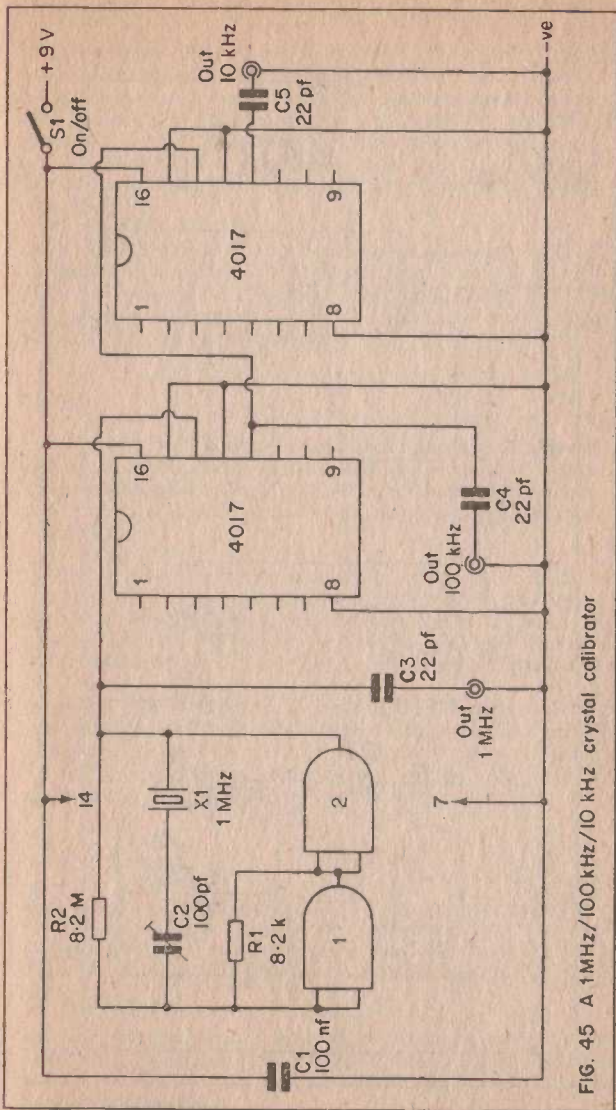 S1
On/off
+9V
Out
10 kHz
C5
22 pf
1
16
4017
8
9
1
16
4017
8
9
C4
22 pf
Out
100 kHz
C3
22 pf
Out
1 MHz
R2
8·2 M
14
X1
1 MHz
C2
100pf
R1
8·2 k
1
2
7
C1
100nf
-ve
FIG. 45 A 1MHz/100kHz/10 kHz crystal calibrator